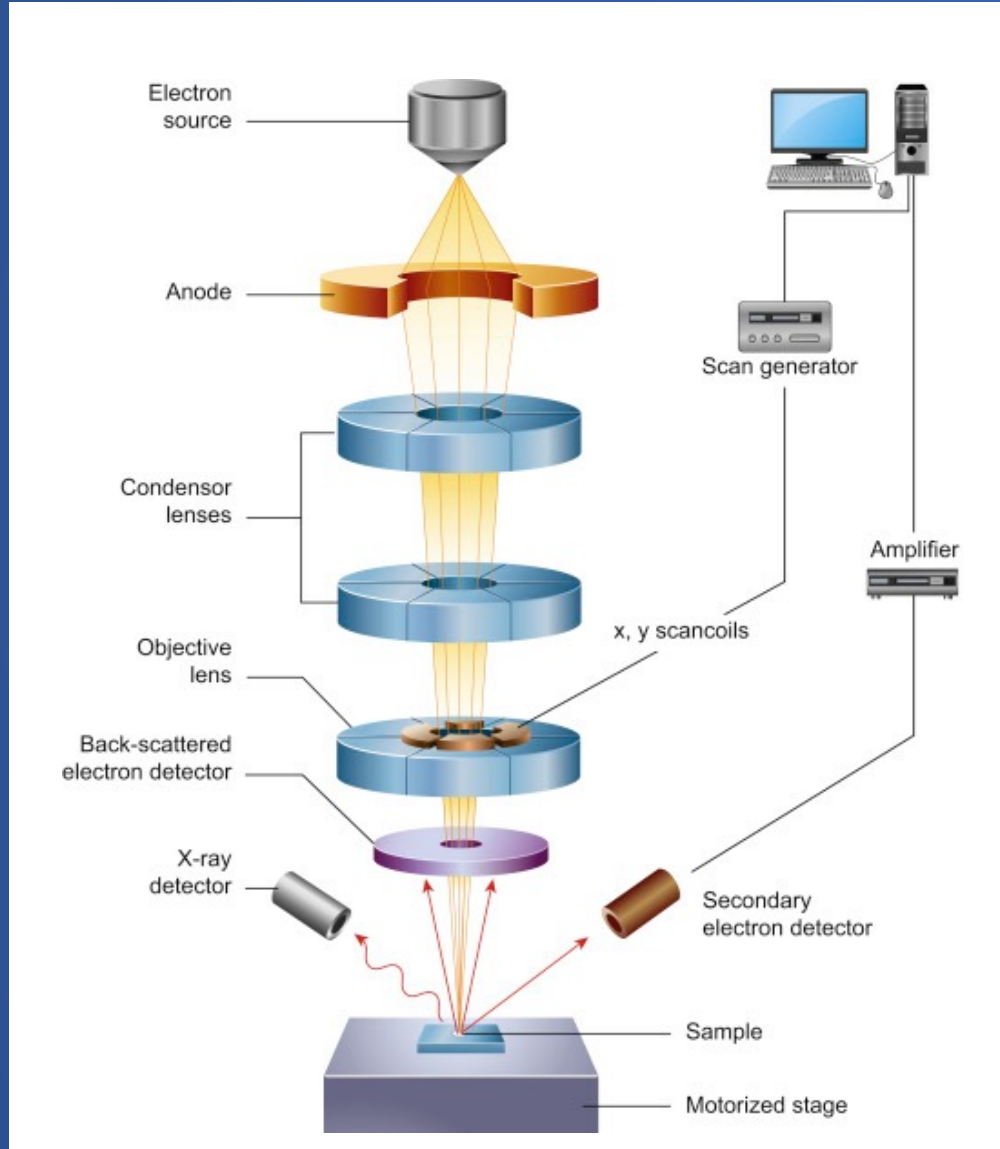 Electron
source
Anode
Scan generator
Condensor
lenses
Amplifier
x, y scancoils
Objective
lens
Back-scattered
electron detector
X-ray
detector
Secondary
electron detector
Sample
Motorized stage